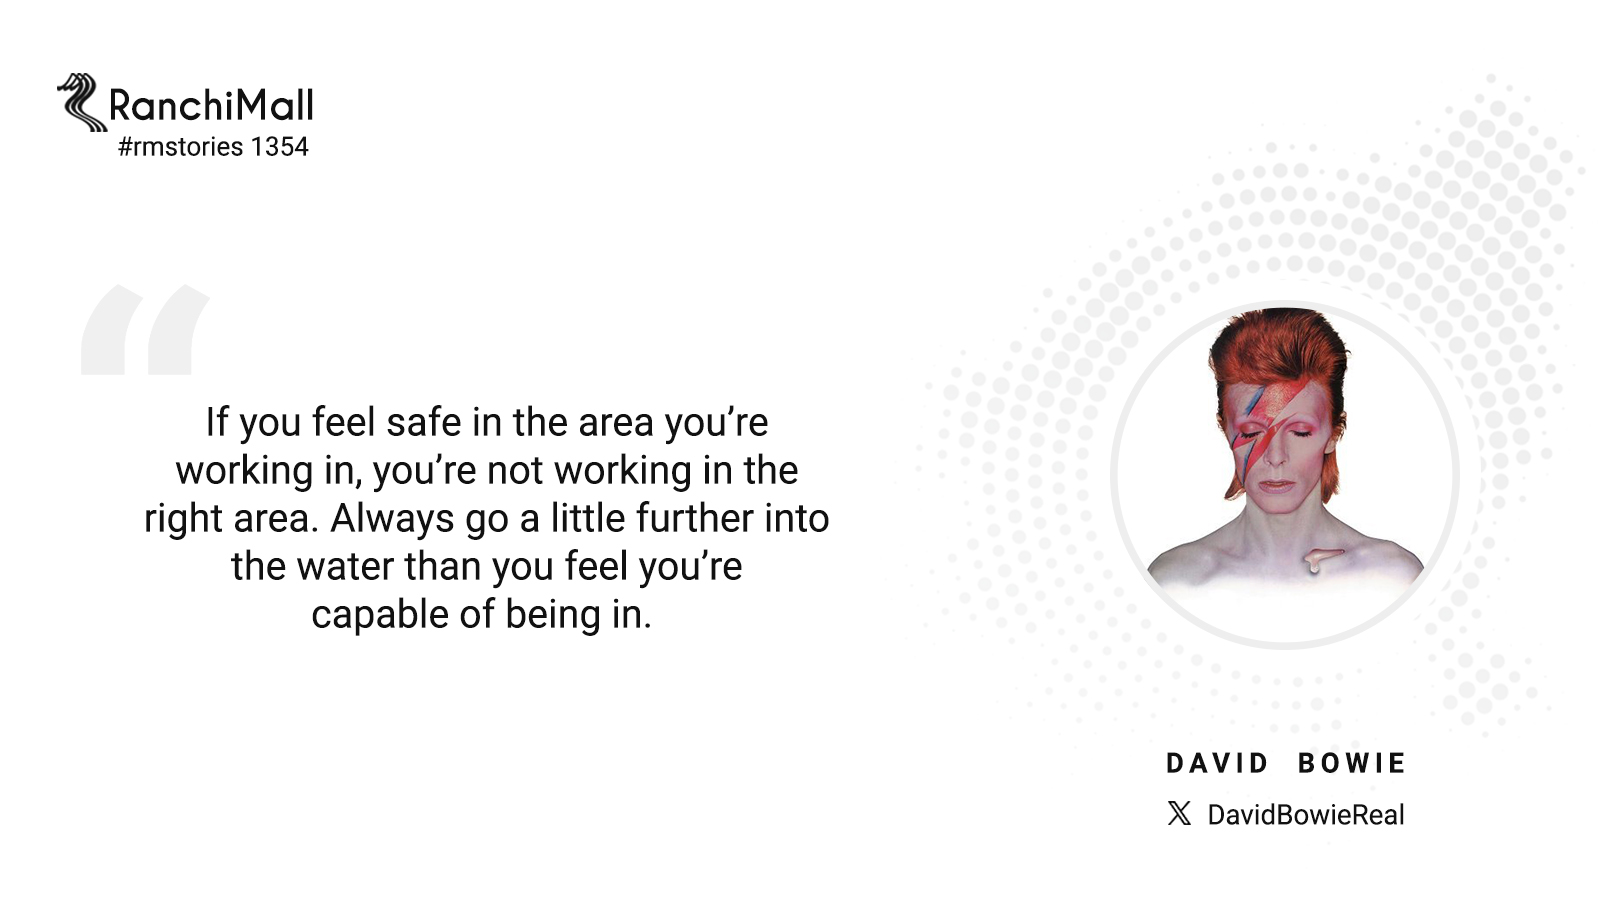 RanchiMall
#rmstories 1354
“
If you feel safe in the area you’re
working in, you’re not working in the
right area. Always go a little further into
the water than you feel you’re
capable of being in.
DAVID BOWIE
𝕏 DavidBowieReal